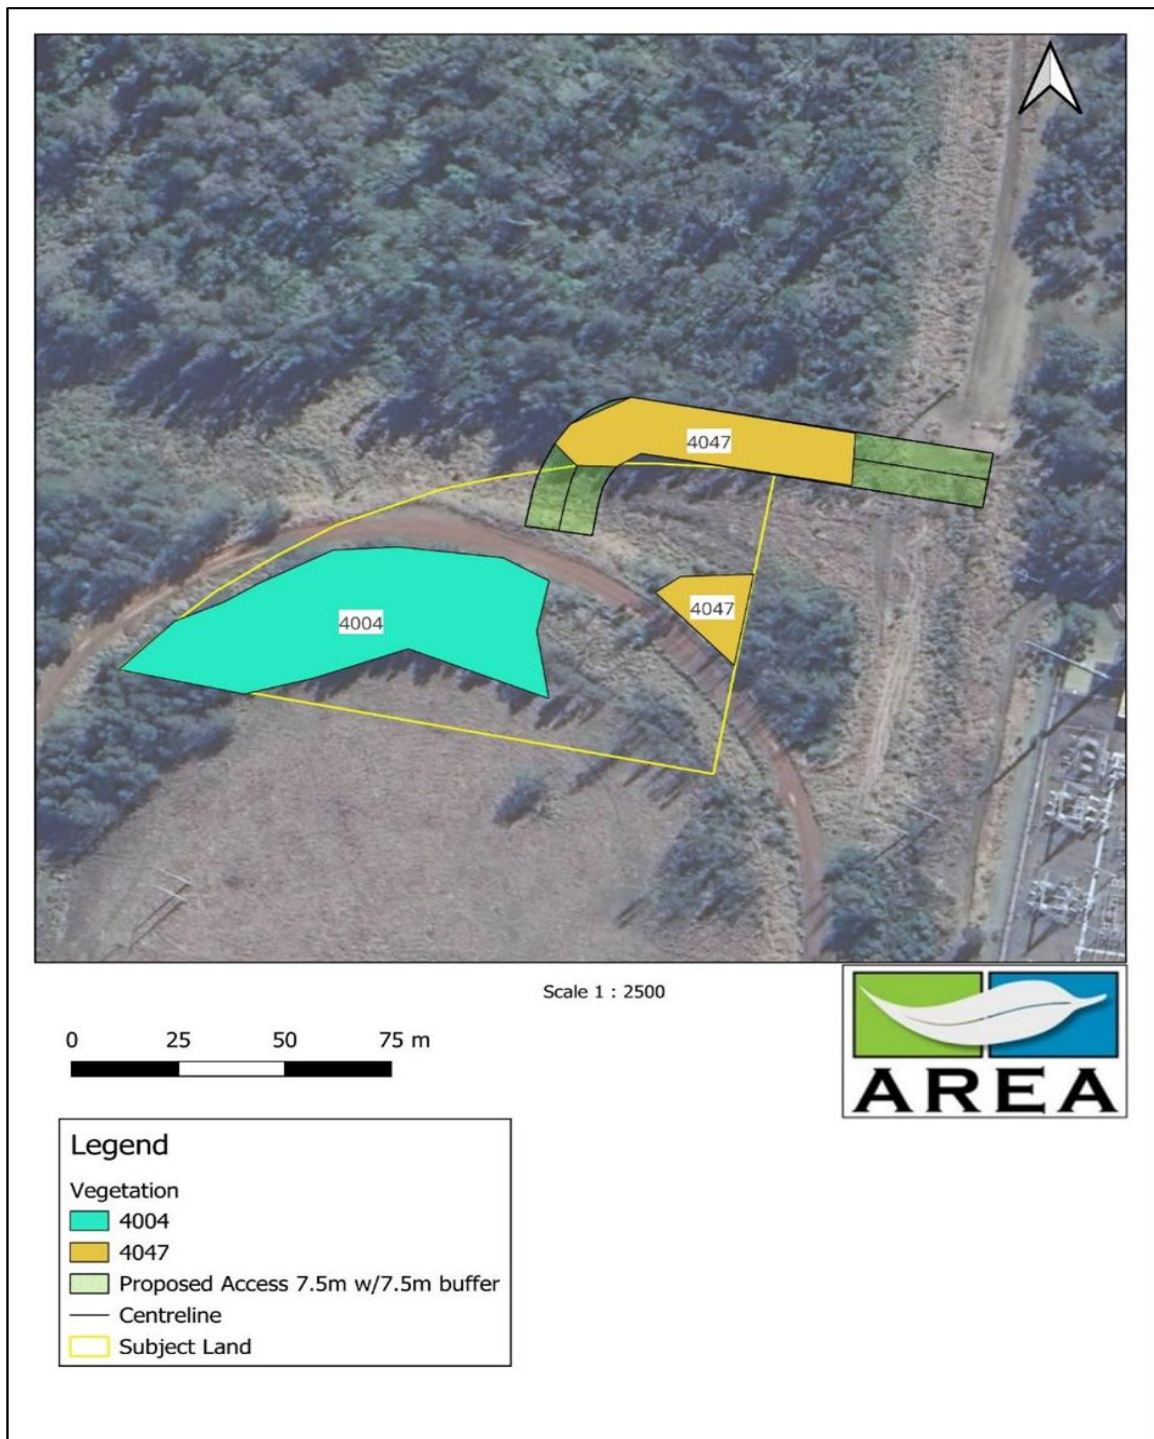 4047
4047
4004
Scale 1 : 2500
0 25 50 75 m
AREA
Legend
Vegetation
4004
4047
Proposed Access 7.5m w/7.5m buffer
Centreline
Subject Land